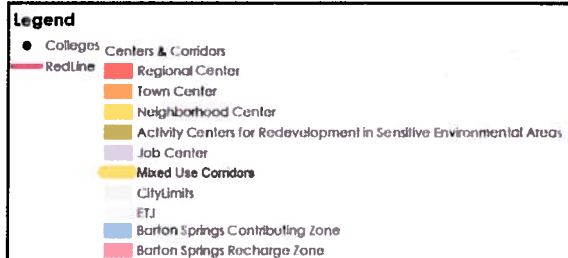 Legend
Colleges
RedLine
Centers & Corridors
Regional Center
Town Center
Neighborhood Center
Activity Centers for Redevelopment in Sensitive Environmental Areas
Job Center
Mixed Use Corridors
CityLimits
ETJ
Barton Springs Contributing Zone
Barton Springs Recharge Zone